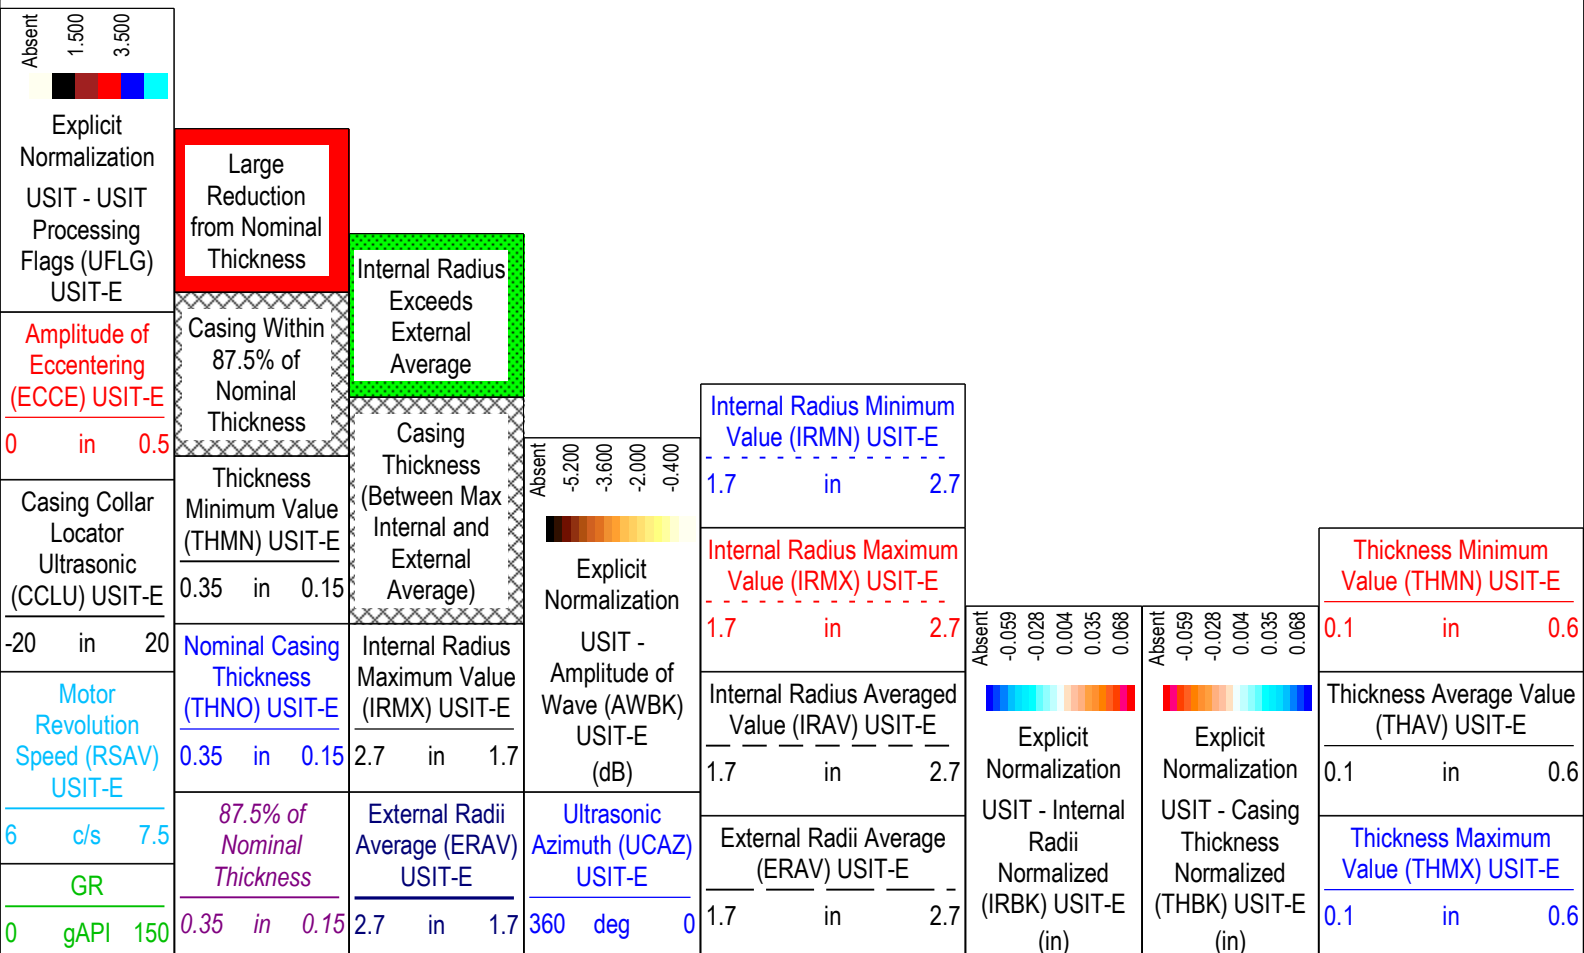 Absent
1.500
3.500
Explicit
Normalization
USIT - USIT
Processing
Flags (UFLG)
USIT-E
Amplitude of
Eccentering
(ECCE) USIT-E
0 in 0.5
Casing Collar
Locator
Ultrasonic
(CCLU) USIT-E
-20 in 20
Motor
Revolution
Speed (RSAV)
USIT-E
6 c/s 7.5
GR
0 gAPI 150
Large
Reduction
from Nominal
Thickness
Casing Within
87.5% of
Nominal
Thickness
Thickness
Minimum Value
(THMN) USIT-E
0.35 in 0.15
Nominal Casing
Thickness
(THNO) USIT-E
0.35 in 0.15
87.5% of
Nominal
Thickness
0.35 in 0.15
Internal Radius
Exceeds
External
Average
Casing
Thickness
(Between Max
Internal and
External
Average)
Internal Radius
Maximum Value
(IRMX) USIT-E
2.7 in 1.7
External Radii
Average (ERAV)
USIT-E
2.7 in 1.7
Absent
-5.200
-3.600
-2.000
-0.400
Explicit
Normalization
USIT -
Amplitude of
Wave (AWBK)
USIT-E
(dB)
Ultrasonic
Azimuth (UCAZ)
USIT-E
360 deg 0
Internal Radius Minimum
Value (IRMN) USIT-E
1.7 in 2.7
Internal Radius Maximum
Value (IRMX) USIT-E
1.7 in 2.7
Internal Radius Averaged
Value (IRAV) USIT-E
1.7 in 2.7
External Radii Average
(ERAV) USIT-E
1.7 in 2.7
Absent
-0.059
-0.028
0.004
0.035
0.068
Explicit
Normalization
USIT - Internal
Radii
Normalized
(IRBK) USIT-E
(in)
Absent
-0.059
-0.028
0.004
0.035
0.068
Explicit
Normalization
USIT - Casing
Thickness
Normalized
(THBK) USIT-E
(in)
Thickness Minimum
Value (THMN) USIT-E
0.1 in 0.6
Thickness Average Value
(THAV) USIT-E
0.1 in 0.6
Thickness Maximum
Value (THMX) USIT-E
0.1 in 0.6